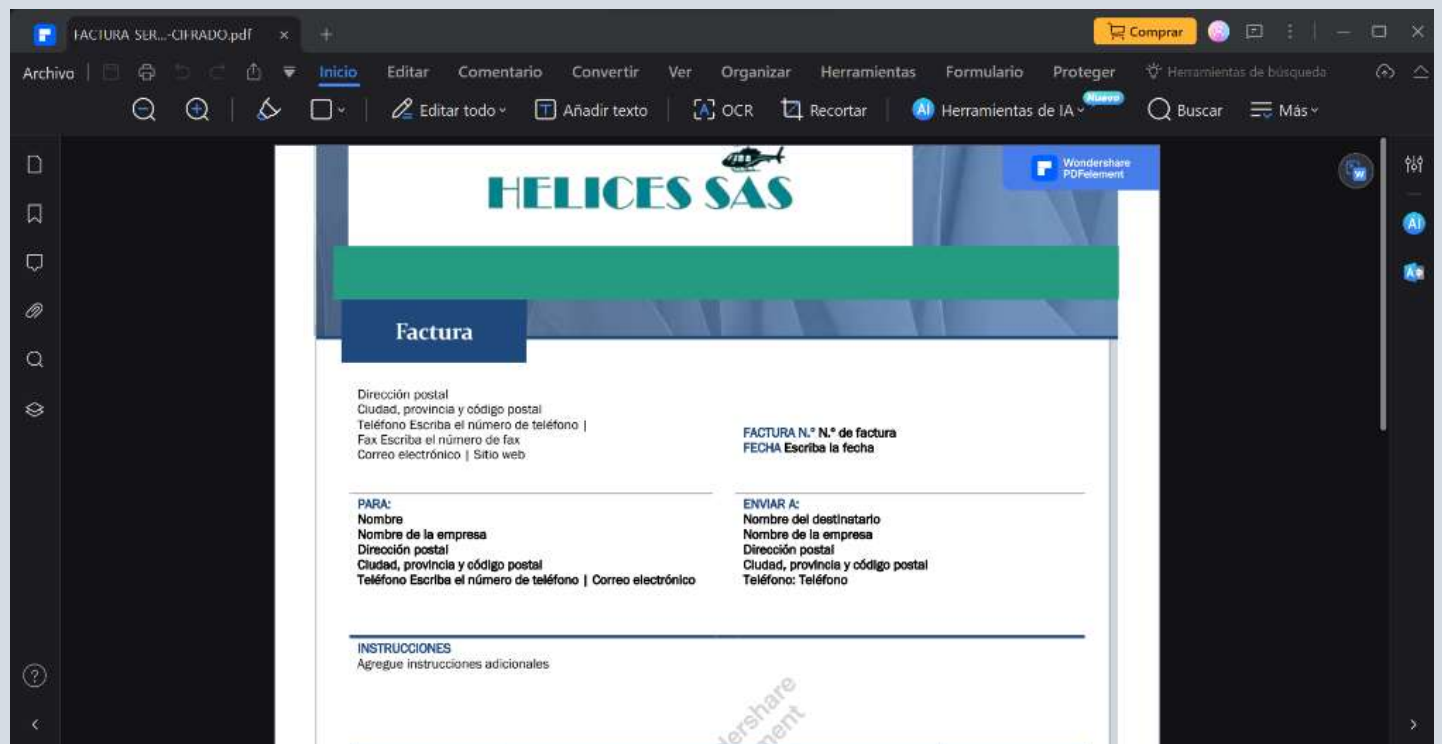 FACTURA SER...-CIFRADO.pdf
Comprar
Archivo Inicio Editar Comentario Convertir Ver Organizar Herramientas Formulario Proteger Herramientas de búsqueda
Editar todo Añadir texto OCR Recortar AI Herramientas de IA Nuevo Buscar Más
Wondershare
PDFelement
HELICES SAS
Factura
Dirección postal
Ciudad, provincia y código postal
Teléfono Escriba el número de teléfono |
Fax Escriba el número de fax
Correo electrónico | Sitio web
FACTURA N.º N.º de factura
FECHA Escriba la fecha
PARA:
Nombre
Nombre de la empresa
Dirección postal
Ciudad, provincia y código postal
Teléfono Escriba el número de teléfono | Correo electrónico
ENVIAR A:
Nombre del destinatario
Nombre de la empresa
Dirección postal
Ciudad, provincia y código postal
Teléfono: Teléfono
INSTRUCCIONES
Agregue instrucciones adicionales
AI